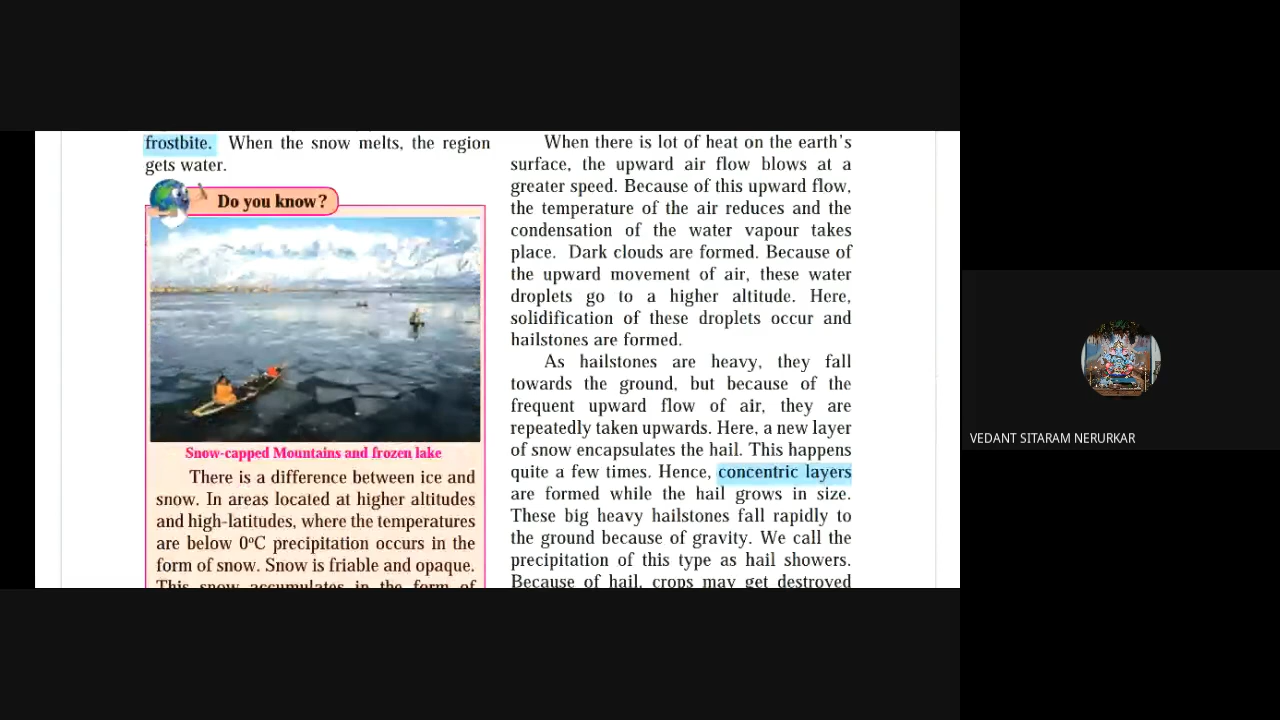 frostbite. When the snow melts, the region
gets water.
Do you know?
Snow-capped Mountains and frozen lake
There is a difference between ice and
snow. In areas located at higher altitudes
and high-latitudes, where the temperatures
are below 0°C precipitation occurs in the
form of snow. Snow is friable and opaque.
This snow accumulates in the form of
When there is lot of heat on the earth's
surface, the upward air flow blows at a
greater speed. Because of this upward flow,
the temperature of the air reduces and the
condensation of the water vapour takes
place. Dark clouds are formed. Because of
the upward movement of air, these water
droplets go to a higher altitude. Here,
solidification of these droplets occur and
hailstones are formed.
As hailstones are heavy, they fall
towards the ground, but because of the
frequent upward flow of air, they are
repeatedly taken upwards. Here, a new layer
of snow encapsulates the hail. This happens
quite a few times. Hence, concentric layers
are formed while the hail grows in size.
These big heavy hailstones fall rapidly to
the ground because of gravity. We call the
precipitation of this type as hail showers.
Because of hail, crops may get destroyed
VEDANT SITARAM NERURKAR